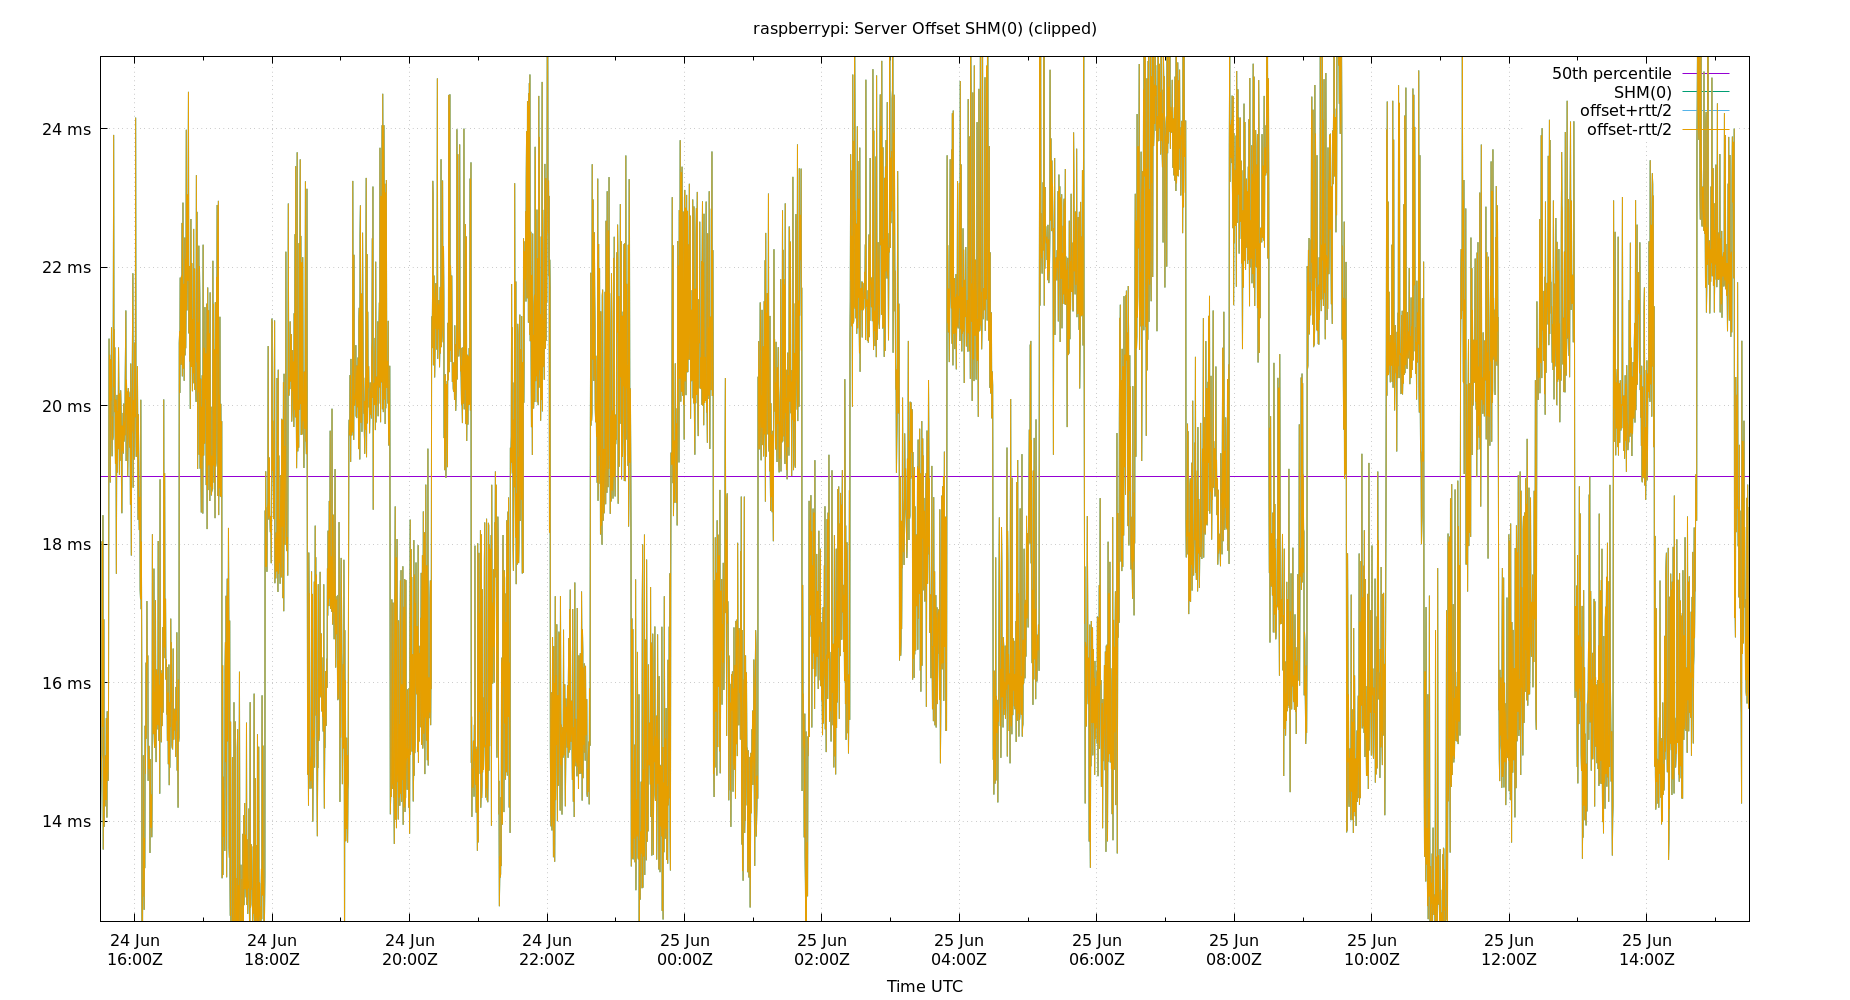 raspberrypi: Server Offset SHM(0) (clipped)
50th percentile
SHM(0)
offset+rtt/2
offset-rtt/2
24 ms
22 ms
20 ms
18 ms
16 ms
14 ms
24 Jun 24 Jun 24 Jun 24 Jun 25 Jun 25 Jun 25 Jun 25 Jun 25 Jun 25 Jun 25 Jun 25 Jun
16:00Z 18:00Z 20:00Z 22:00Z 00:00Z 02:00Z 04:00Z 06:00Z 08:00Z 10:00Z 12:00Z 14:00Z
Time UTC